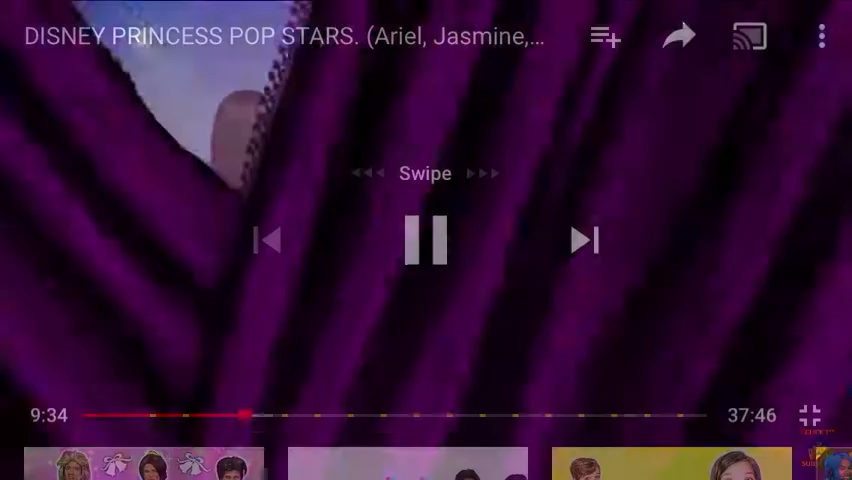 DISNEY PRINCESS POP STARS. (Ariel, Jasmine,...
Swipe
9:34
37:46